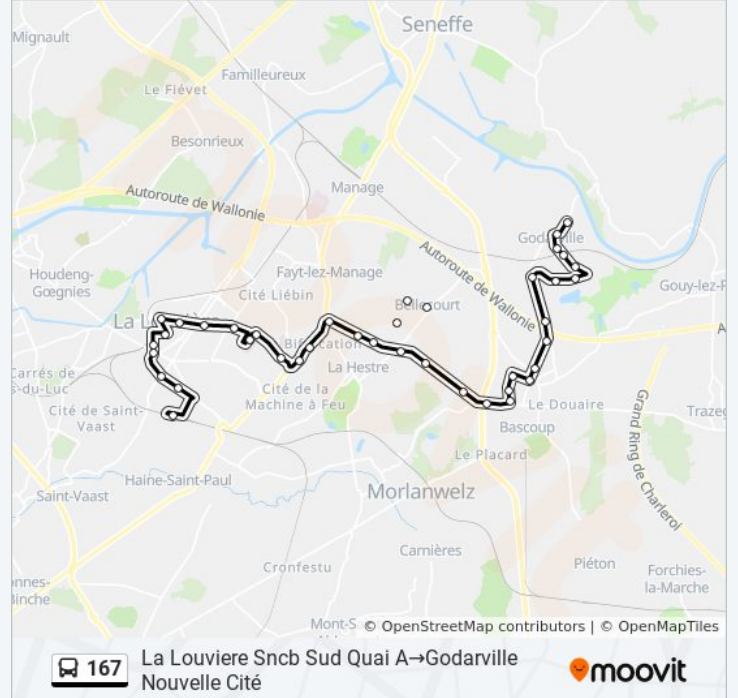 Seneffe
Mignault
Familleureux
Le Fiévet
Besonrieux
Manage
Autoroute de Wallonie
Autoroute de Wallonie
Houdeng-
Gœgnies
Fayt-lez-Manage
Cité Liébin
Bellecourt
Gouy-lez-
La L
La Hestre
Carrés de
s-du-Luc
Cité de la
Machine à Feu
Cité de Saint-
Vaast
Le Douaire
Trazeg
Bascoup
Le Placard
Grand Ring de Charleroi
Haine-Saint-Paul
Saint-Vaast
Morlanwelz
Carnières
Cronfestu
Piéton
Forchies-
la-Marche
onnes-
Binche
Mont-S
© OpenStreetMap contributors | © OpenMapTiles
167
La Louviere Sncb Sud Quai A→Godarville
Nouvelle Cité
moovit